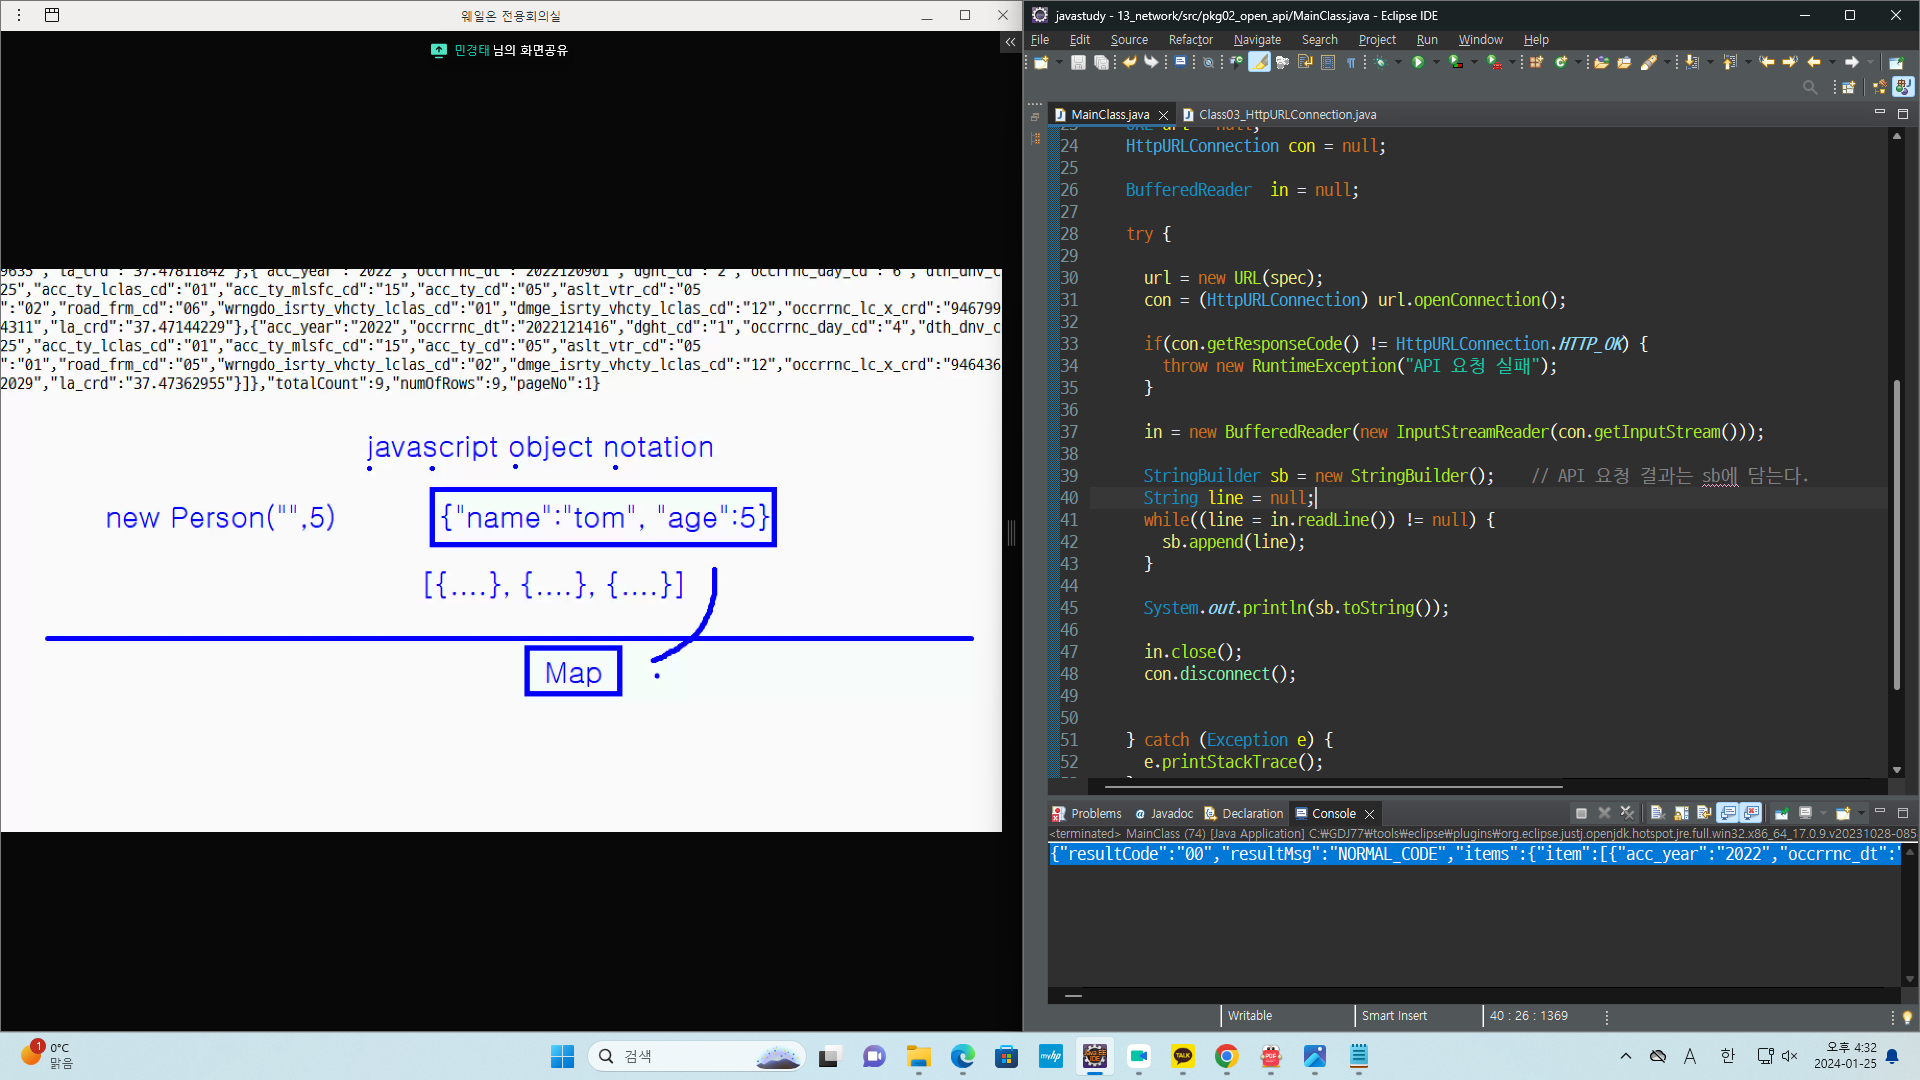 웨일온 전용회의실
민경태 님의 화면공유
9635","la_crd":"37.47811842"},{"acc_year":"2022","occrrnc_dt":"2022120901","dght_cd":"2","occrrnc_day_cd":"6","dth_dnv_c
25","acc_ty_lclas_cd":"01","acc_ty_mlsfc_cd":"15","acc_ty_cd":"05","aslt_vtr_cd":"05
":"02","road_frm_cd":"06","wrngdo_isrty_vhcty_lclas_cd":"01","dmge_isrty_vhcty_lclas_cd":"12","occrrnc_lc_x_crd":"946799
4311","la_crd":"37.47144229"},{"acc_year":"2022","occrrnc_dt":"2022121416","dght_cd":"1","occrrnc_day_cd":"4","dth_dnv_c
25","acc_ty_lclas_cd":"01","acc_ty_mlsfc_cd":"15","acc_ty_cd":"05","aslt_vtr_cd":"05
":"01","road_frm_cd":"05","wrngdo_isrty_vhcty_lclas_cd":"02","dmge_isrty_vhcty_lclas_cd":"12","occrrnc_lc_x_crd":"946436
2029","la_crd":"37.47362955"}]},"totalCount":9,"numOfRows":9,"pageNo":1}
javascript object notation
new Person("",5) {"name":"tom", "age":5}
[{....}, {....}, {....}]
Map
javastudy - 13_network/src/pkg02_open_api/MainClass.java - Eclipse IDE
File Edit Source Refactor Navigate Search Project Run Window Help
MainClass.java Class03_HttpURLConnection.java
23 URL url = null;
24 HttpURLConnection con = null;
25
26 BufferedReader in = null;
27
28 try {
29
30 url = new URL(spec);
31 con = (HttpURLConnection) url.openConnection();
32
33 if(con.getResponseCode() != HttpURLConnection.HTTP_OK) {
34 throw new RuntimeException("API 요청 실패");
35 }
36
37 in = new BufferedReader(new InputStreamReader(con.getInputStream()));
38
39 StringBuilder sb = new StringBuilder(); // API 요청 결과는 sb에 담는다.
40 String line = null;
41 while((line = in.readLine()) != null) {
42 sb.append(line);
43 }
44
45 System.out.println(sb.toString());
46
47 in.close();
48 con.disconnect();
49
50
51 } catch (Exception e) {
52 e.printStackTrace();
Problems Javadoc Declaration Console
<terminated> MainClass (74) [Java Application] C:₩GDJ77₩tools₩eclipse₩plugins₩org.eclipse.justj.openjdk.hotspot.jre.full.win32.x86_64_17.0.9.v20231028-085
{"resultCode":"00","resultMsg":"NORMAL_CODE","items":{"item":[{"acc_year":"2022","occrrnc_dt":"
Writable Smart Insert 40 : 26 : 1369
1
0°C
맑음
검색
myhp
TALK
PDF
A 한
오후 4:32
2024-01-25